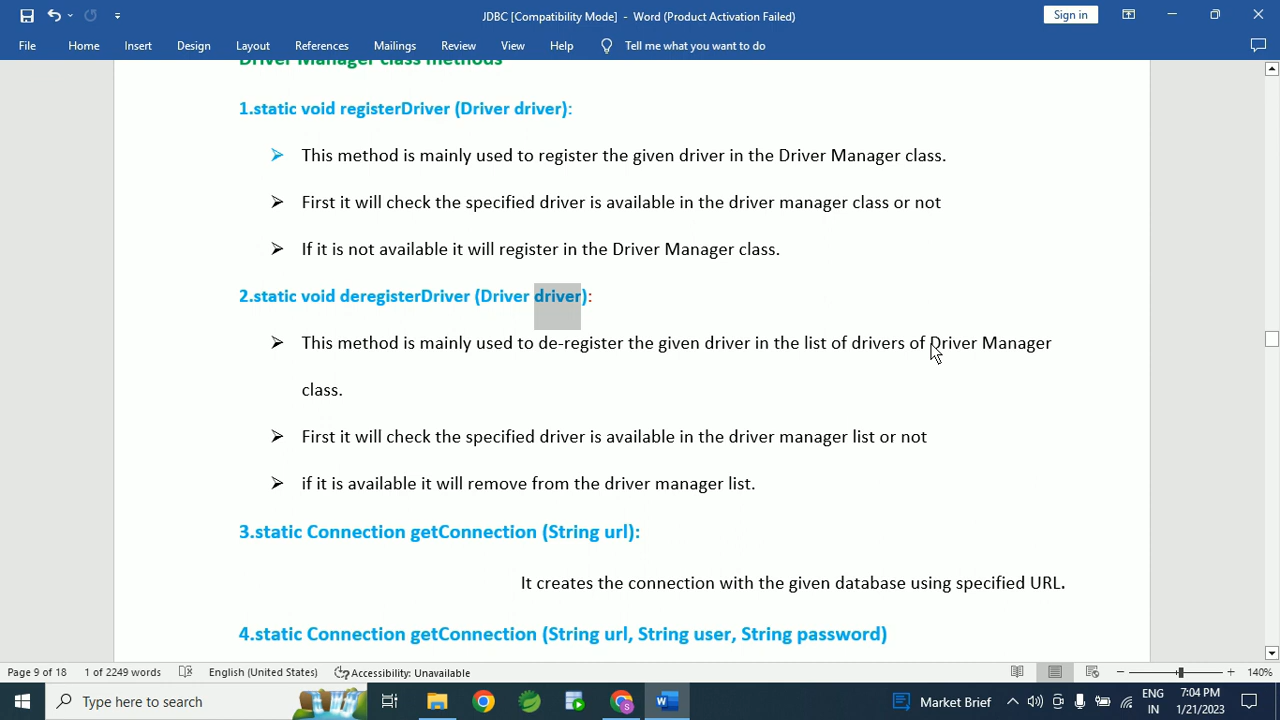 JDBC [Compatibility Mode] - Word (Product Activation Failed)
Sign in
File Home Insert Design Layout References Mailings Review View Help Tell me what you want to do
Driver Manager class methods
1.static void registerDriver (Driver driver):
This method is mainly used to register the given driver in the Driver Manager class.
First it will check the specified driver is available in the driver manager class or not
If it is not available it will register in the Driver Manager class.
2.static void deregisterDriver (Driver driver):
This method is mainly used to de-register the given driver in the list of drivers of Driver Manager
class.
First it will check the specified driver is available in the driver manager list or not
if it is available it will remove from the driver manager list.
3.static Connection getConnection (String url):
It creates the connection with the given database using specified URL.
4.static Connection getConnection (String url, String user, String password)
Page 9 of 18 1 of 2249 words English (United States) Accessibility: Unavailable 140%
Type here to search Market Brief ENG 7:04 PM
IN 1/21/2023